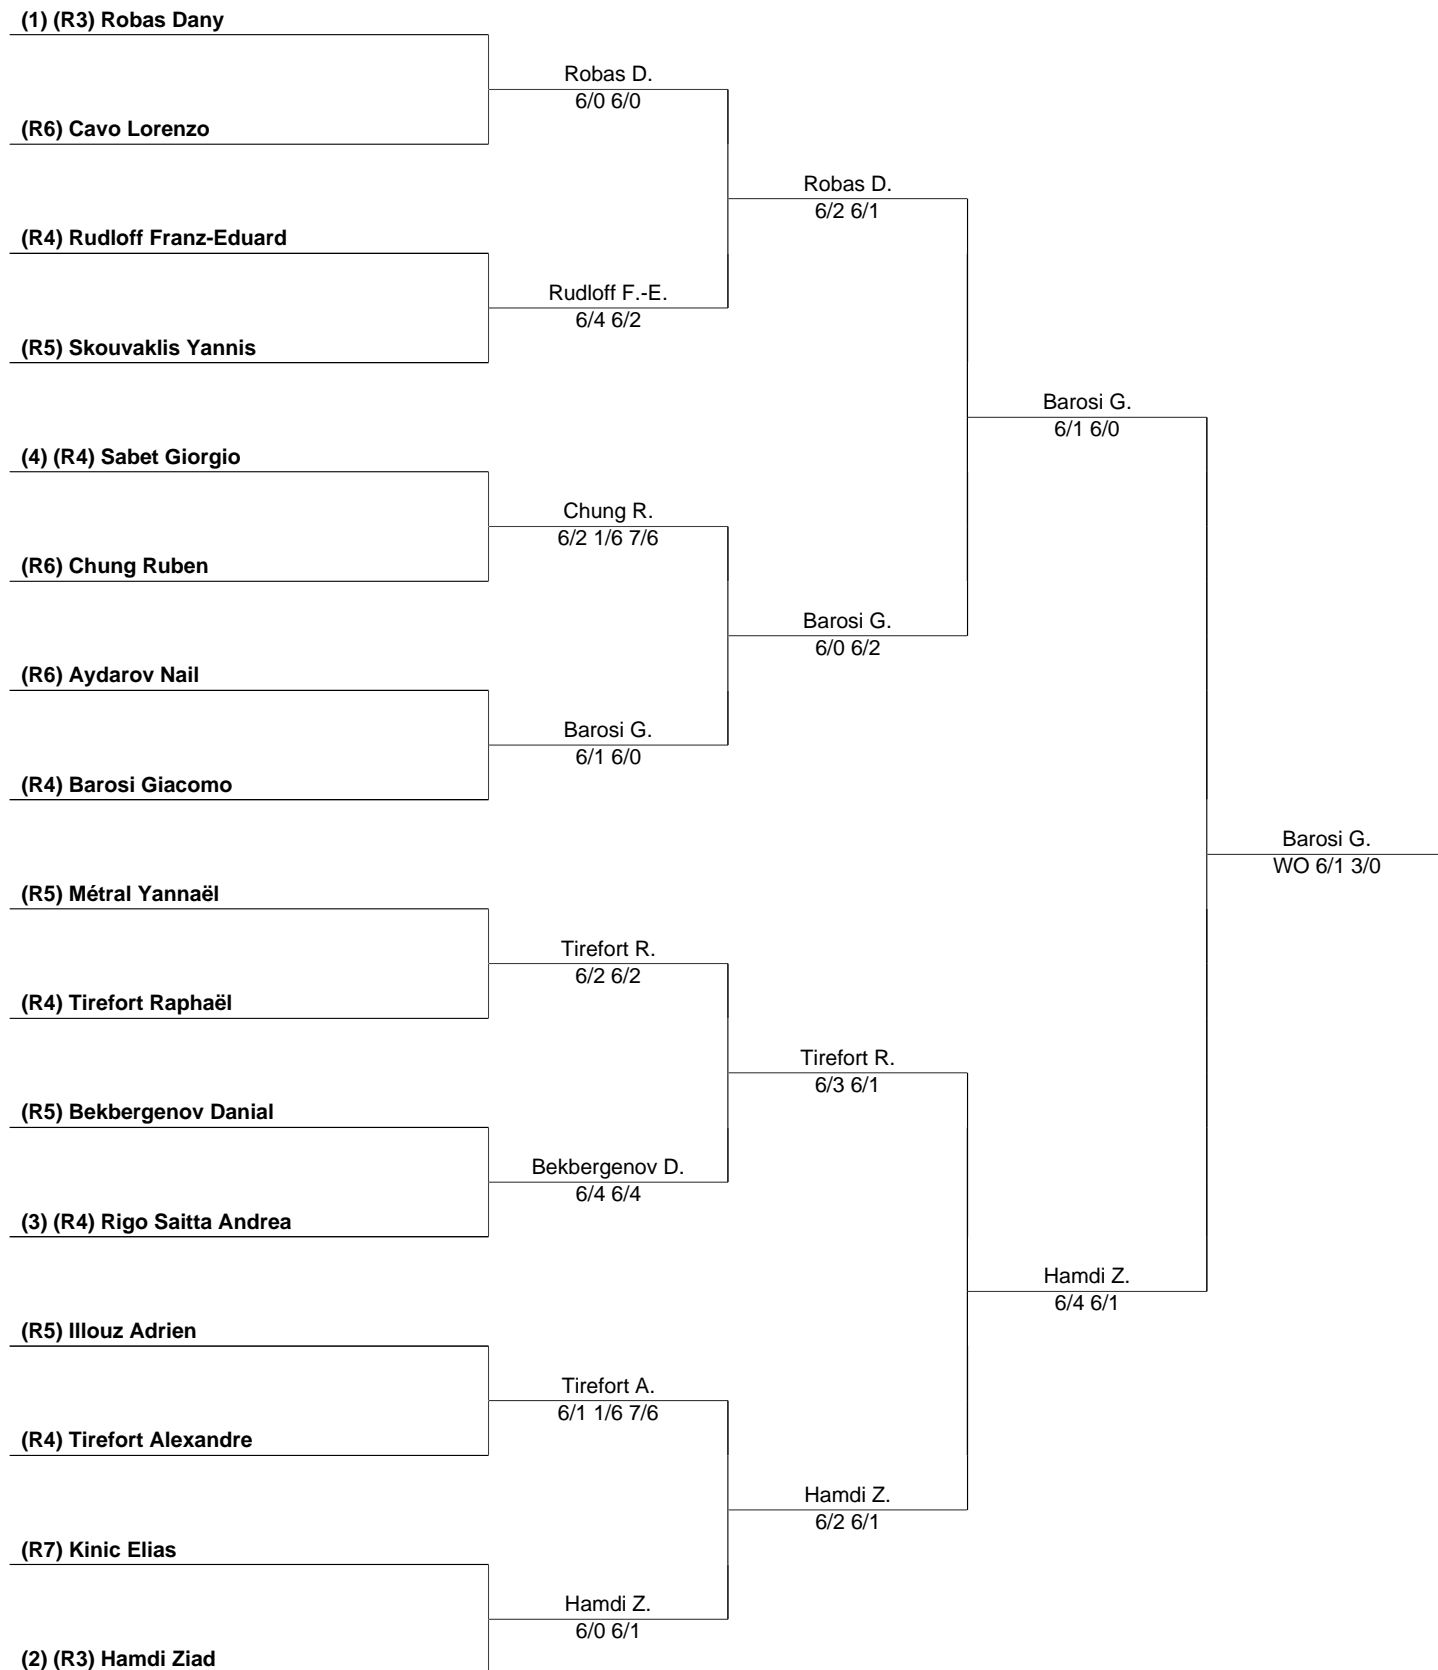 (1) (R3) Robas Dany
Robas D.
6/0 6/0
(R6) Cavo Lorenzo
Robas D.
6/2 6/1
(R4) Rudloff Franz-Eduard
Rudloff F.-E.
6/4 6/2
(R5) Skouvaklis Yannis
Barosi G.
6/1 6/0
(4) (R4) Sabet Giorgio
Chung R.
6/2 1/6 7/6
(R6) Chung Ruben
Barosi G.
6/0 6/2
(R6) Aydarov Nail
Barosi G.
6/1 6/0
(R4) Barosi Giacomo
Barosi G.
WO 6/1 3/0
(R5) Métral Yannaël
Tirefort R.
6/2 6/2
(R4) Tirefort Raphaël
Tirefort R.
6/3 6/1
(R5) Bekbergenov Danial
Bekbergenov D.
6/4 6/4
(3) (R4) Rigo Saitta Andrea
Hamdi Z.
6/4 6/1
(R5) Illouz Adrien
Tirefort A.
6/1 1/6 7/6
(R4) Tirefort Alexandre
Hamdi Z.
6/2 6/1
(R7) Kinic Elias
Hamdi Z.
6/0 6/1
(2) (R3) Hamdi Ziad